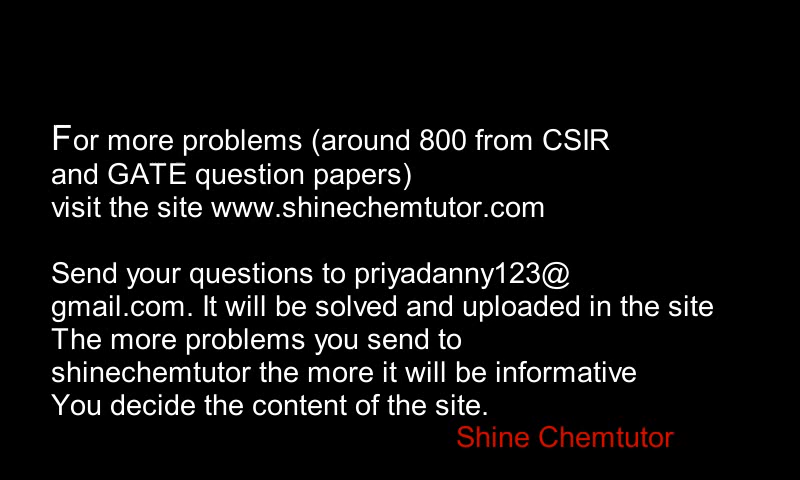 For more problems (around 800 from CSIR
and GATE question papers)
visit the site www.shinechemtutor.com
Send your questions to priyadanny123@
gmail.com. It will be solved and uploaded in the site
The more problems you send to
shinechemtutor the more it will be informative
You decide the content of the site.
Shine Chemtutor